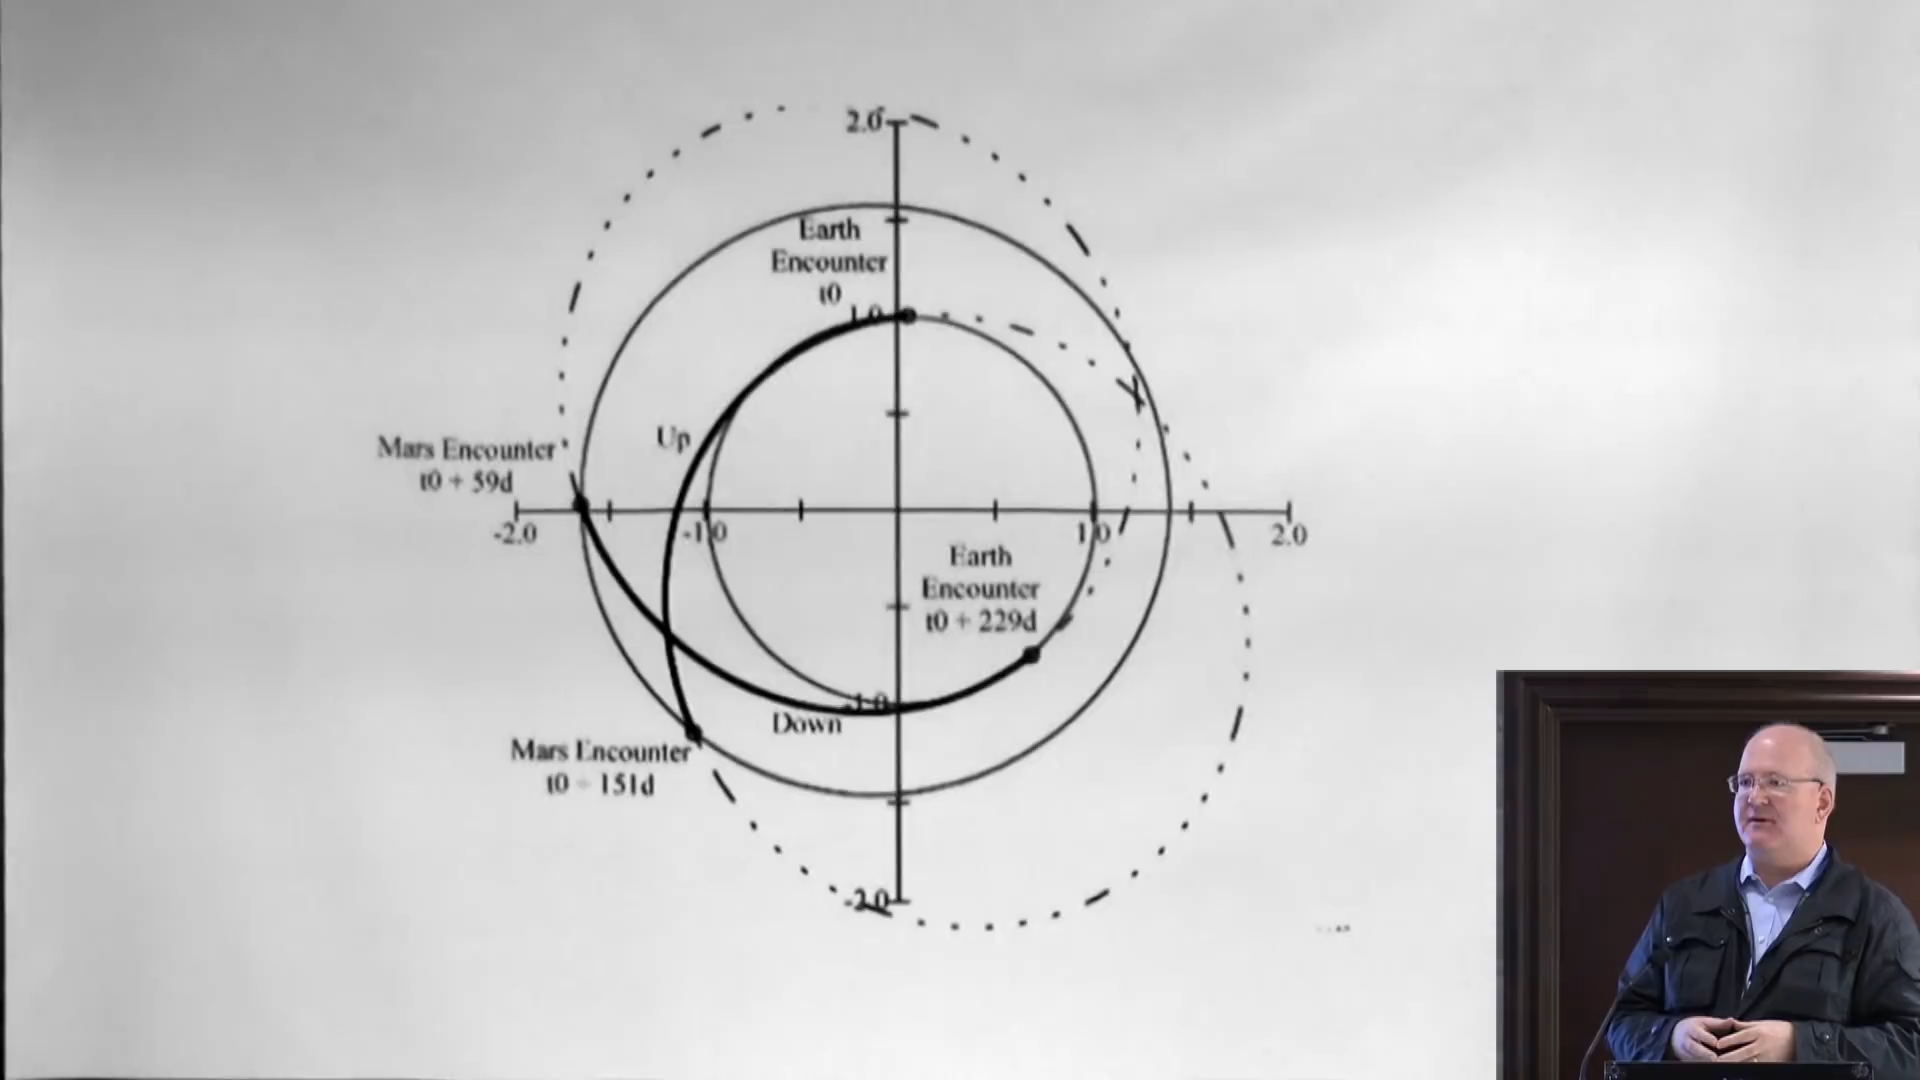 2.0
Earth
Encounter
t0
1.0
Up
Mars Encounter
t0 + 59d
-2.0
-1.0
1.0
2.0
Earth
Encounter
t0 + 229d
-1.0
Down
Mars Encounter
t0 - 151d
-2.0